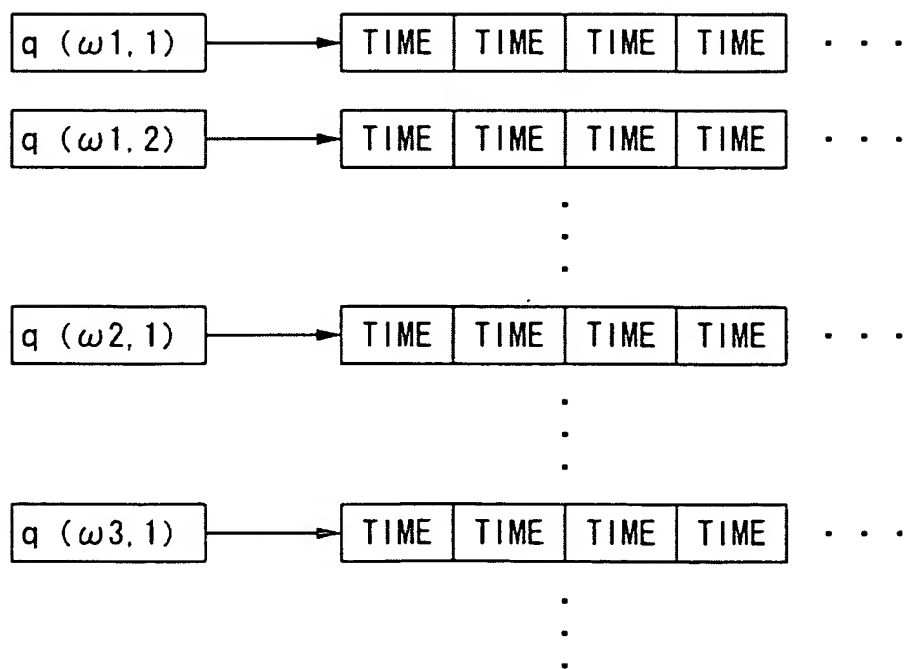 q (ω1, 1) TIME TIME TIME TIME . . .
q (ω1, 2) TIME TIME TIME TIME . . .
q (ω2, 1) TIME TIME TIME TIME . . .
q (ω3, 1) TIME TIME TIME TIME . . .